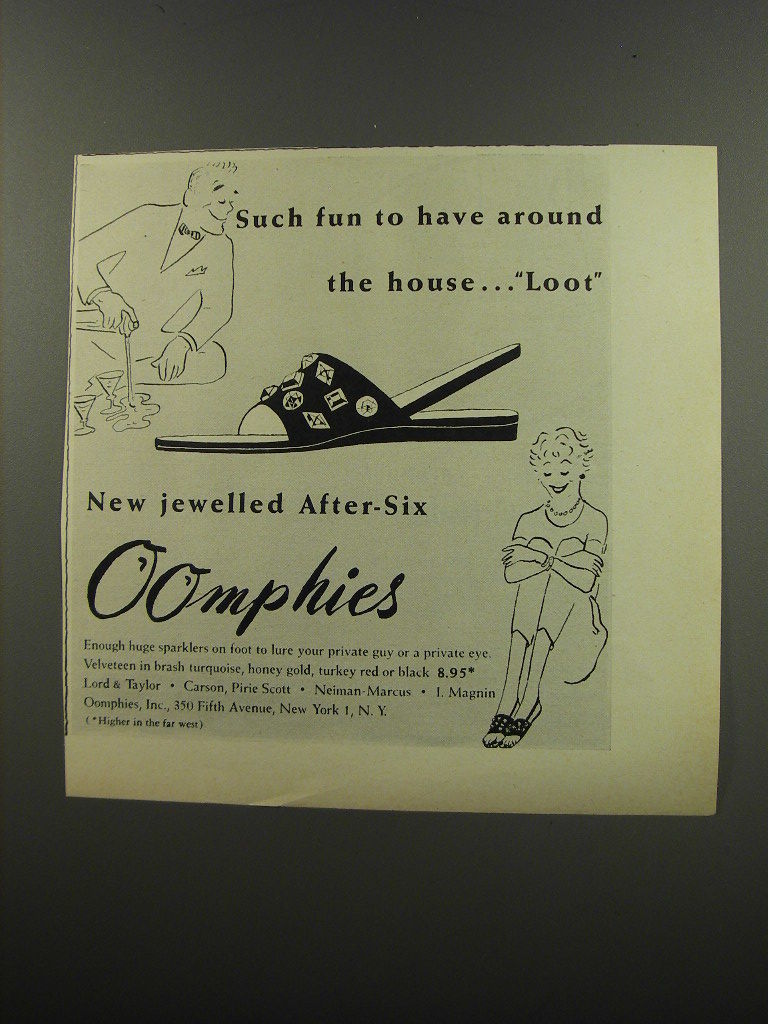 Such fun to have around
the house..."Loot"
New jewelled After-Six
O'Omphies
Enough huge sparklers on foot to lure your private guy or a private eye.
Velveteen in brash turquoise, honey gold, turkey red or black 8.95*
Lord & Taylor • Carson, Pirie Scott • Neiman-Marcus • I. Magnin
Oomphies, Inc., 350 Fifth Avenue, New York 1, N. Y.
(*Higher in the far west)